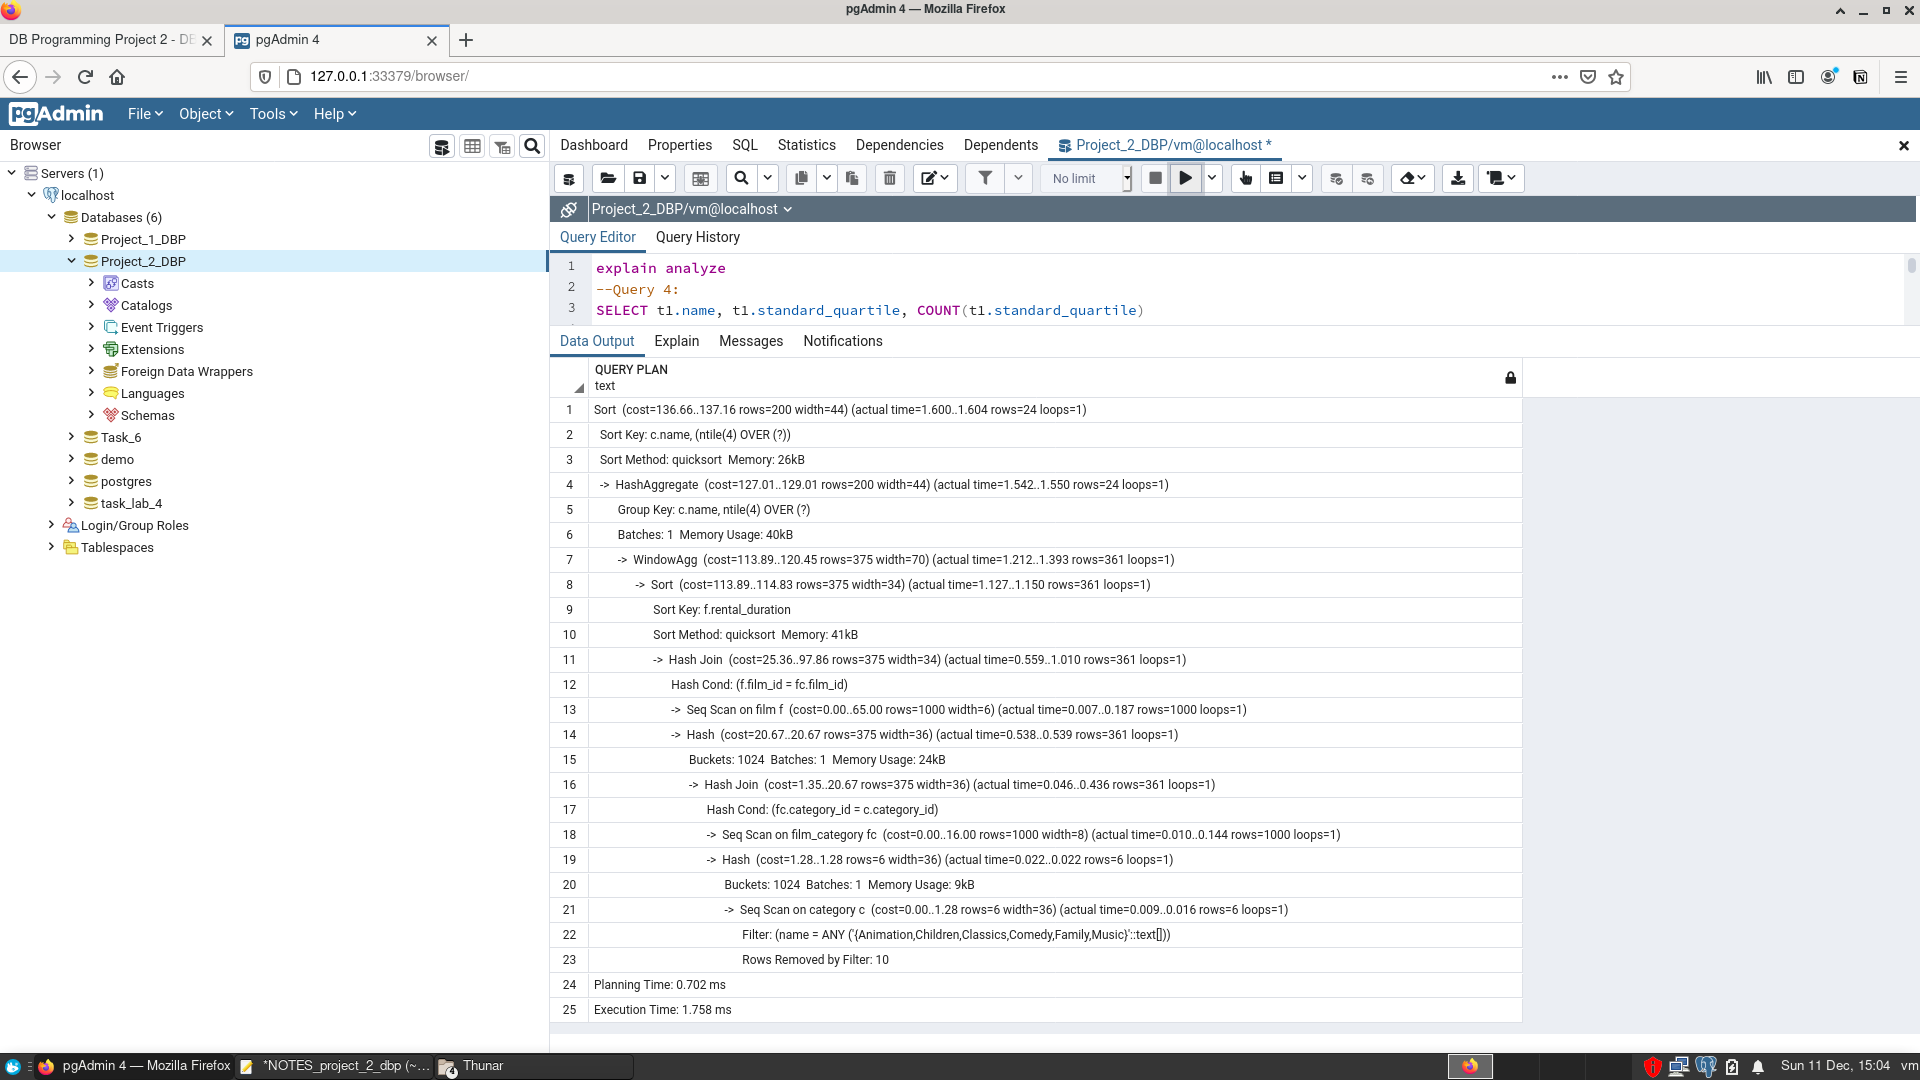 pgAdmin 4 — Mozilla Firefox
DB Programming Project 2 - DB
pgAdmin 4
127.0.0.1:33379/browser/
pgAdmin File Object Tools Help
Browser
Servers (1)
localhost
Databases (6)
Project_1_DBP
Project_2_DBP
Casts
Catalogs
Event Triggers
Extensions
Foreign Data Wrappers
Languages
Schemas
Task_6
demo
postgres
task_lab_4
Login/Group Roles
Tablespaces
Dashboard Properties SQL Statistics Dependencies Dependents Project_2_DBP/vm@localhost *
No limit
Project_2_DBP/vm@localhost
Query Editor Query History
1 explain analyze
2 --Query 4:
3 SELECT t1.name, t1.standard_quartile, COUNT(t1.standard_quartile)
Data Output Explain Messages Notifications
QUERY PLAN
text
1 Sort (cost=136.66..137.16 rows=200 width=44) (actual time=1.600..1.604 rows=24 loops=1)
2 Sort Key: c.name, (ntile(4) OVER (?))
3 Sort Method: quicksort Memory: 26kB
4 -> HashAggregate (cost=127.01..129.01 rows=200 width=44) (actual time=1.542..1.550 rows=24 loops=1)
5 Group Key: c.name, ntile(4) OVER (?)
6 Batches: 1 Memory Usage: 40kB
7 -> WindowAgg (cost=113.89..120.45 rows=375 width=70) (actual time=1.212..1.393 rows=361 loops=1)
8 -> Sort (cost=113.89..114.83 rows=375 width=34) (actual time=1.127..1.150 rows=361 loops=1)
9 Sort Key: f.rental_duration
10 Sort Method: quicksort Memory: 41kB
11 -> Hash Join (cost=25.36..97.86 rows=375 width=34) (actual time=0.559..1.010 rows=361 loops=1)
12 Hash Cond: (f.film_id = fc.film_id)
13 -> Seq Scan on film f (cost=0.00..65.00 rows=1000 width=6) (actual time=0.007..0.187 rows=1000 loops=1)
14 -> Hash (cost=20.67..20.67 rows=375 width=36) (actual time=0.538..0.539 rows=361 loops=1)
15 Buckets: 1024 Batches: 1 Memory Usage: 24kB
16 -> Hash Join (cost=1.35..20.67 rows=375 width=36) (actual time=0.046..0.436 rows=361 loops=1)
17 Hash Cond: (fc.category_id = c.category_id)
18 -> Seq Scan on film_category fc (cost=0.00..16.00 rows=1000 width=8) (actual time=0.010..0.144 rows=1000 loops=1)
19 -> Hash (cost=1.28..1.28 rows=6 width=36) (actual time=0.022..0.022 rows=6 loops=1)
20 Buckets: 1024 Batches: 1 Memory Usage: 9kB
21 -> Seq Scan on category c (cost=0.00..1.28 rows=6 width=36) (actual time=0.009..0.016 rows=6 loops=1)
22 Filter: (name = ANY ('{Animation,Children,Classics,Comedy,Family,Music}'::text[]))
23 Rows Removed by Filter: 10
24 Planning Time: 0.702 ms
25 Execution Time: 1.758 ms
pgAdmin 4 — Mozilla Firefox
*NOTES_project_2_dbp (~...
4 Thunar
Sun 11 Dec, 15:04 vm